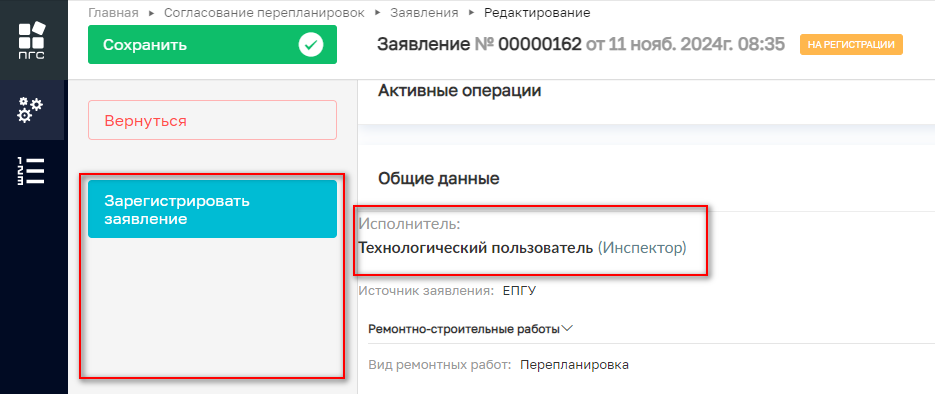 Главная ▸ Согласование перепланировок ▸ Заявления ▸ Редактирование
пгс
Сохранить
Заявление № 00000162 от 11 нояб. 2024г. 08:35 НА РЕГИСТРАЦИИ
Активные операции
Вернуться
Общие данные
Зарегистрировать
заявление
Исполнитель:
Технологический пользователь (Инспектор)
Источник заявления: ЕПГУ
Ремонтно-строительные работы
Вид ремонтных работ: Перепланировка